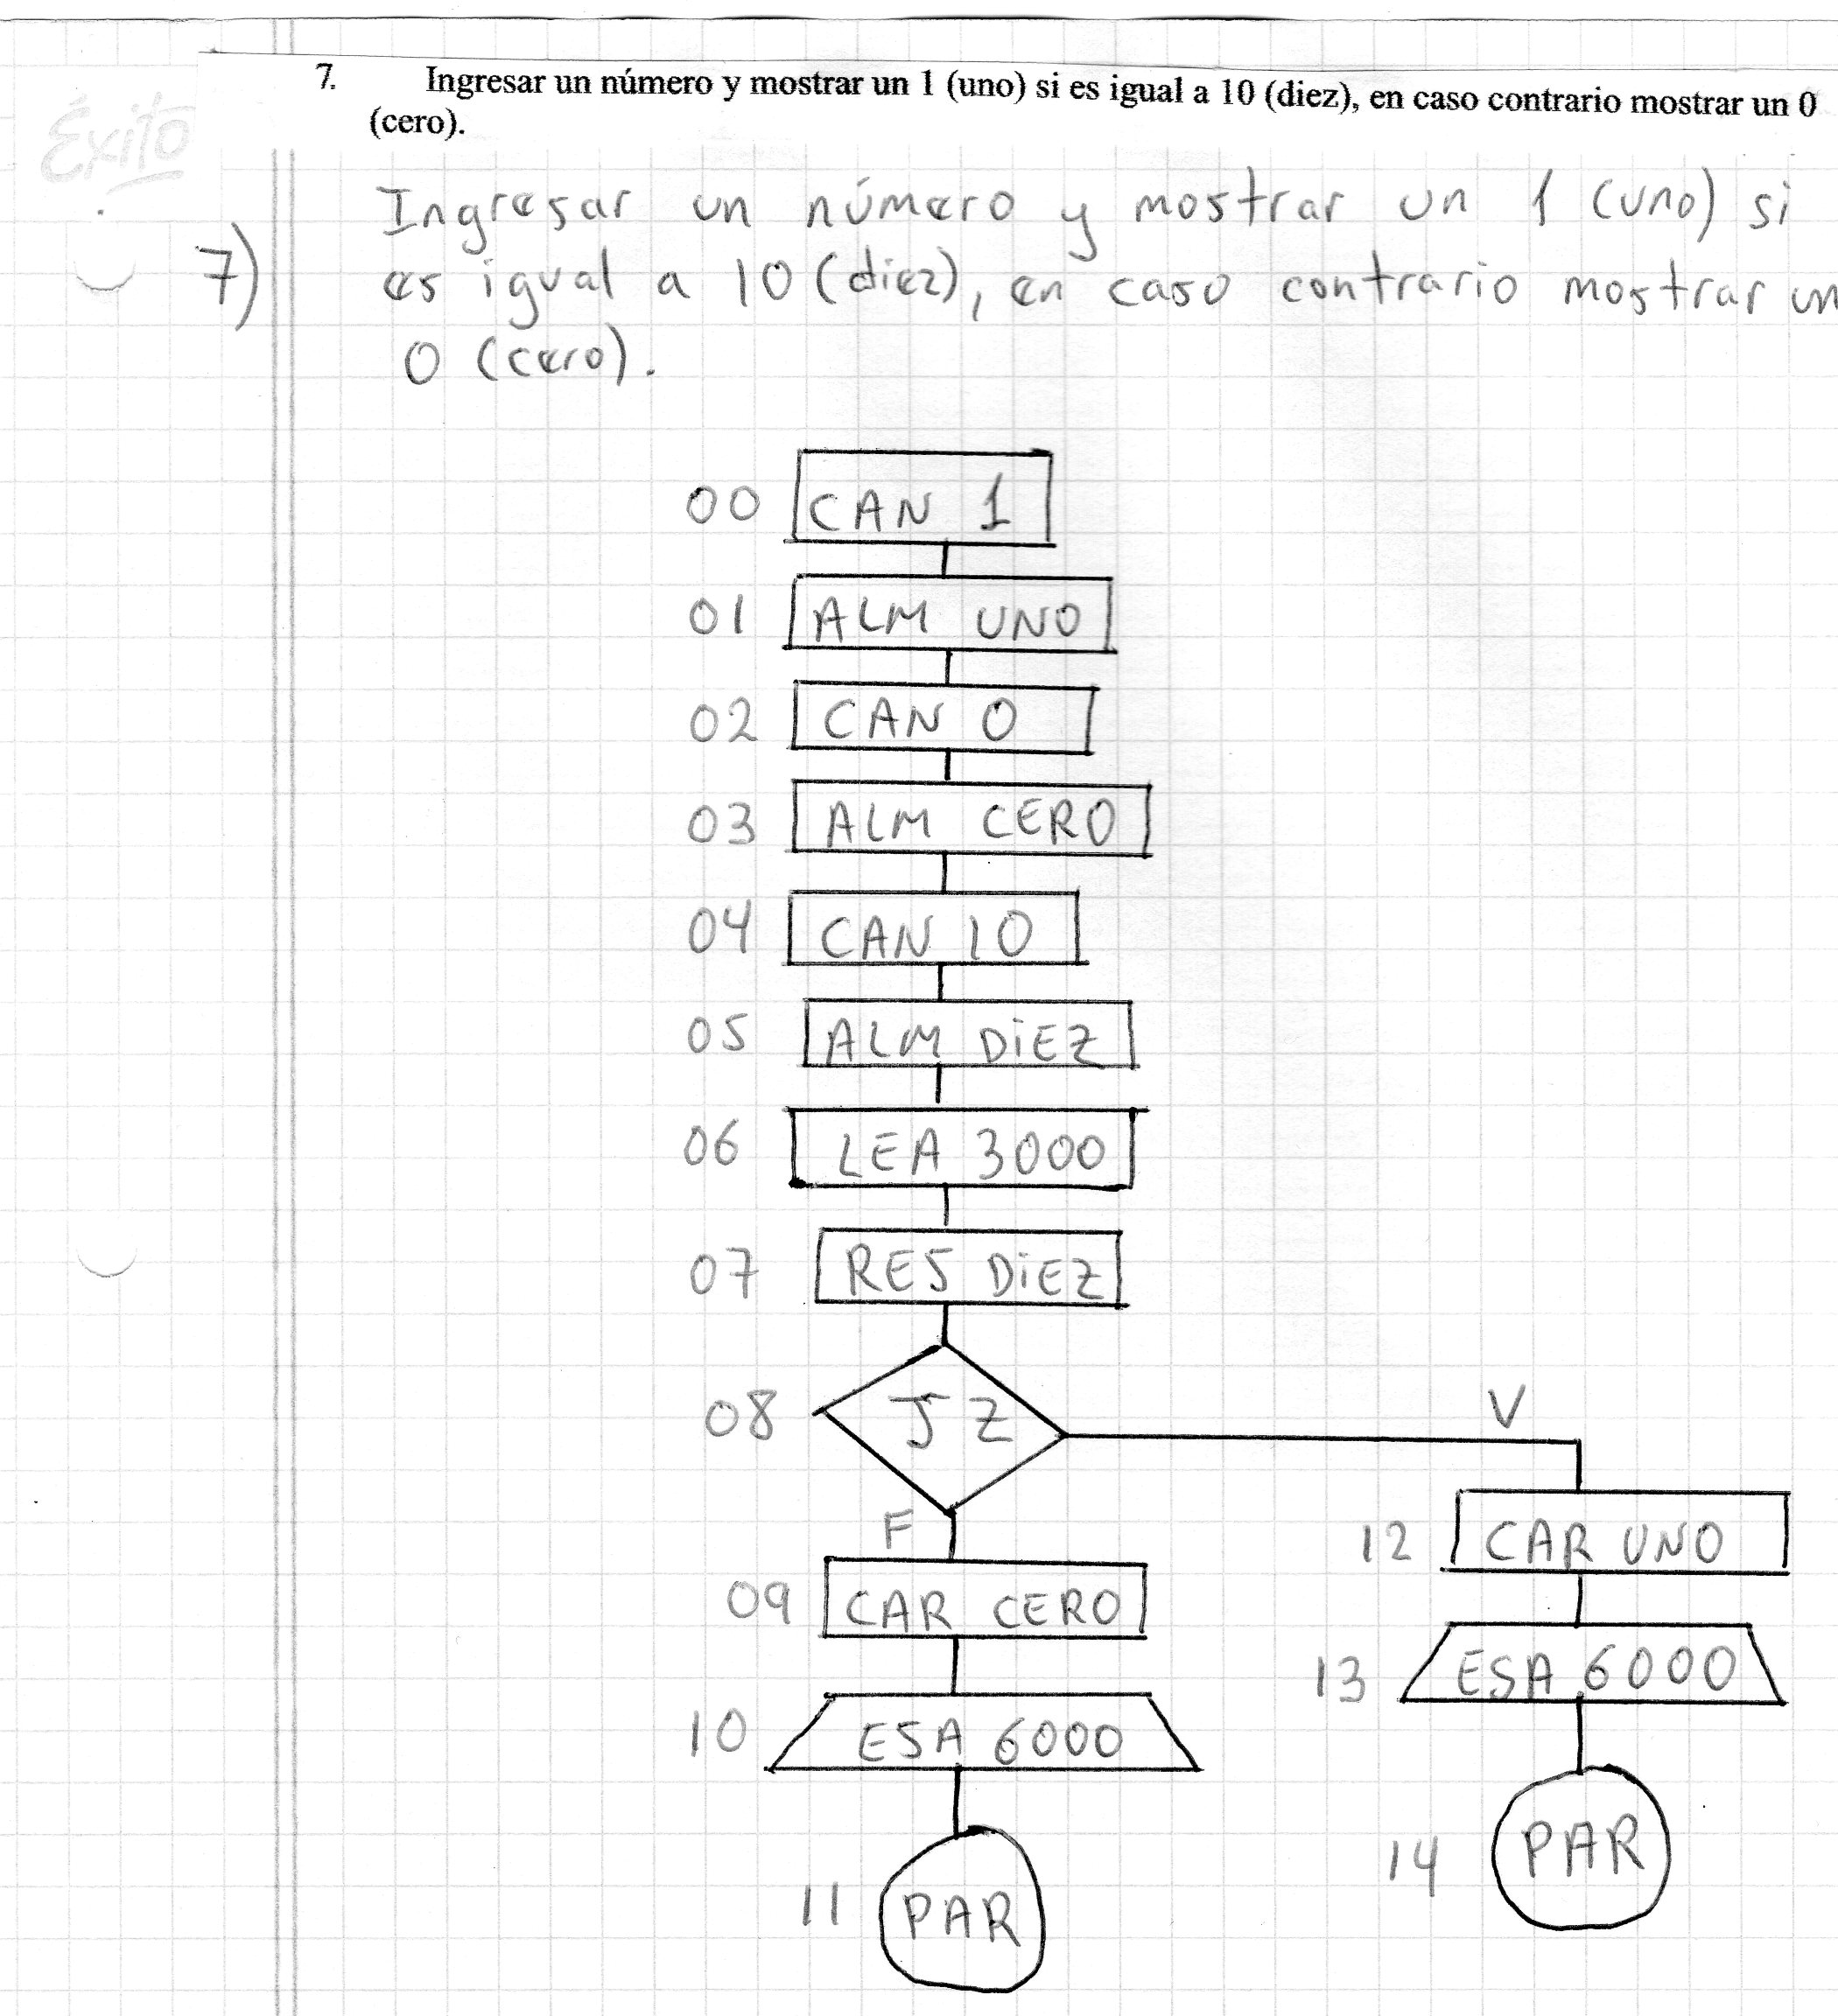 Éxito
7. Ingresar un número y mostrar un 1 (uno) si es igual a 10 (diez), en caso contrario mostrar un 0
(cero).
7) Ingresar un número y mostrar un 1 (uno) si
es igual a 10 (diez), en caso contrario mostrar un
0 (cero).
00 CAN 1
01 ALM UNO
02 CAN 0
03 ALM CERO
04 CAN 10
05 ALM DiEZ
06 LEA 3000
07 RES DiEZ
08 JZ
V
F
12 CAR UNO
09 CAR CERO
13 ESA 6000
10 ESA 6000
14 PAR
11 PAR